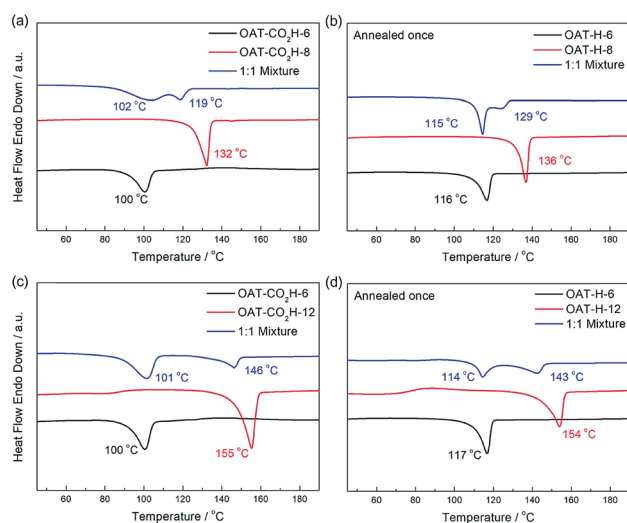 (a)
OAT-CO₂H-6
OAT-CO₂H-8
1:1 Mixture
102 °C
119 °C
132 °C
100 °C
Heat Flow Endo Down / a.u.
60 80 100 120 140 160 180
Temperature / °C
(b)
Annealed once
OAT-H-6
OAT-H-8
1:1 Mixture
115 °C
129 °C
136 °C
116 °C
60 80 100 120 140 160 180
Temperature / °C
(c)
OAT-CO₂H-6
OAT-CO₂H-12
1:1 Mixture
101 °C
146 °C
100 °C
155 °C
Heat Flow Endo Down / a.u.
60 80 100 120 140 160 180
Temperature / °C
(d)
Annealed once
OAT-H-6
OAT-H-12
1:1 Mixture
114 °C
143 °C
154 °C
117 °C
60 80 100 120 140 160 180
Temperature / °C